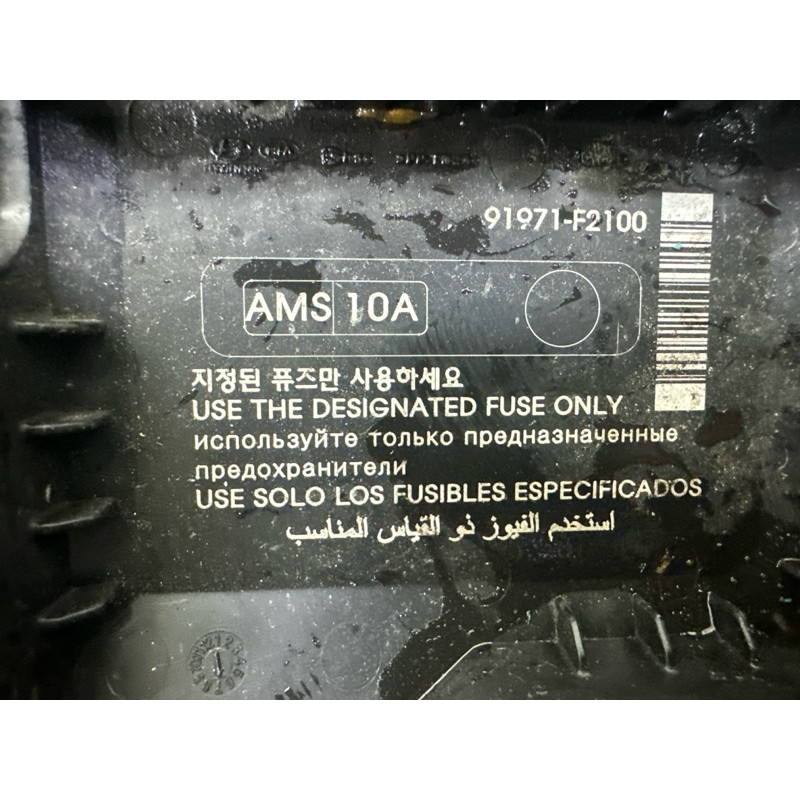 91971-F2100
AMS 10A
지정된 퓨즈만 사용하세요
USE THE DESIGNATED FUSE ONLY
используйте только предназначенные
предохранители
USE SOLO LOS FUSIBLES ESPECIFICADOS
استخدم الفيوز ذو القياس المناسب